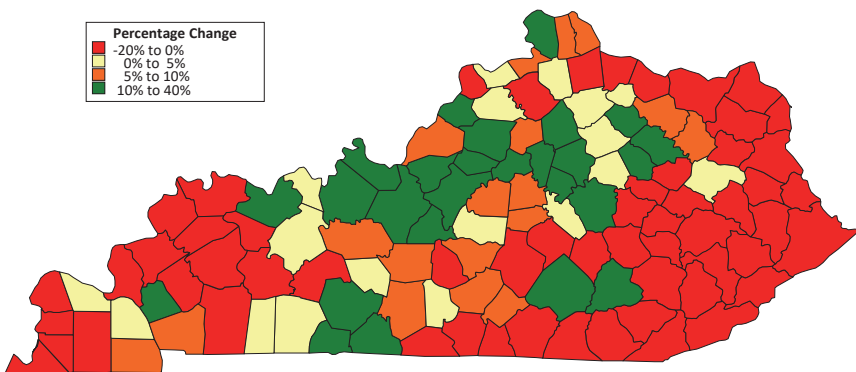 Percentage Change
-20% to 0%
0% to 5%
5% to 10%
10% to 40%